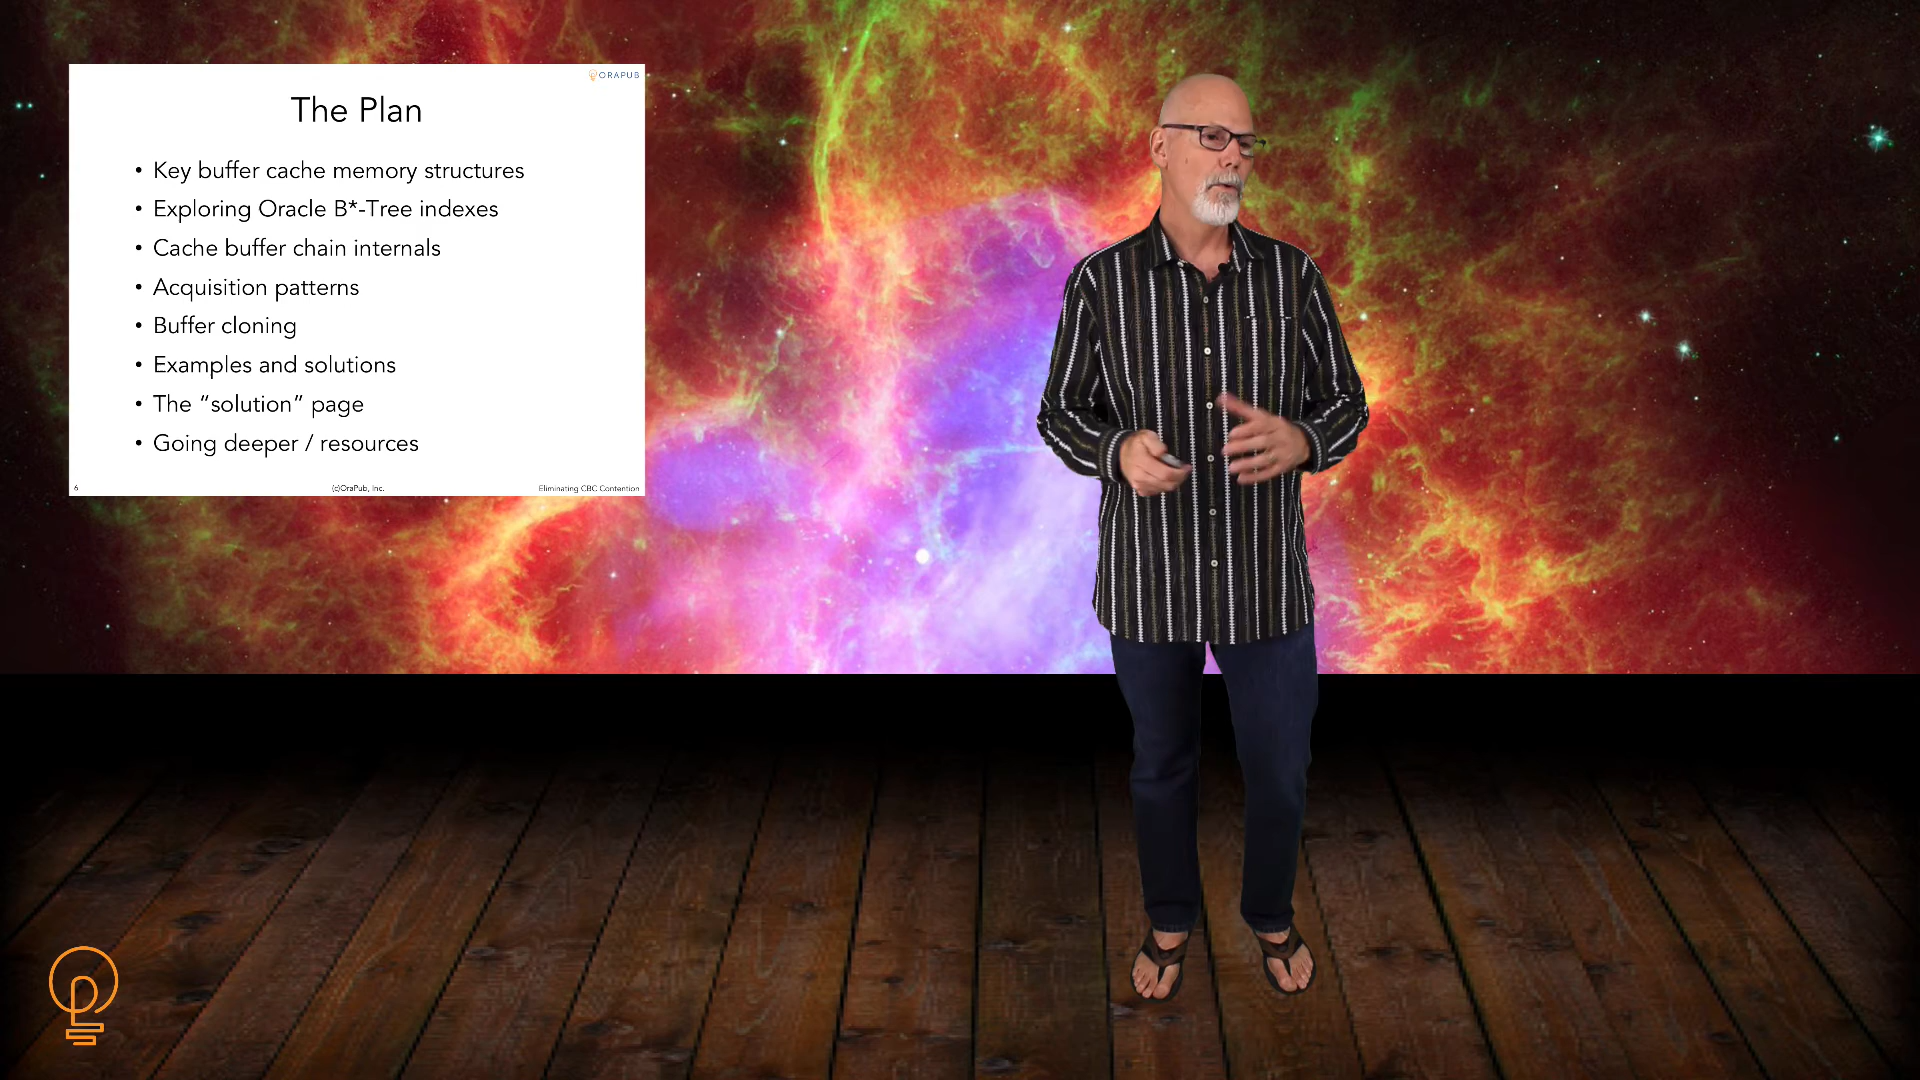 ORAPUB
The Plan
• Key buffer cache memory structures
• Exploring Oracle B*-Tree indexes
• Cache buffer chain internals
• Acquisition patterns
• Buffer cloning
• Examples and solutions
• The “solution” page
• Going deeper / resources
6
(c)OraPub, Inc.
Eliminating CBC Contention